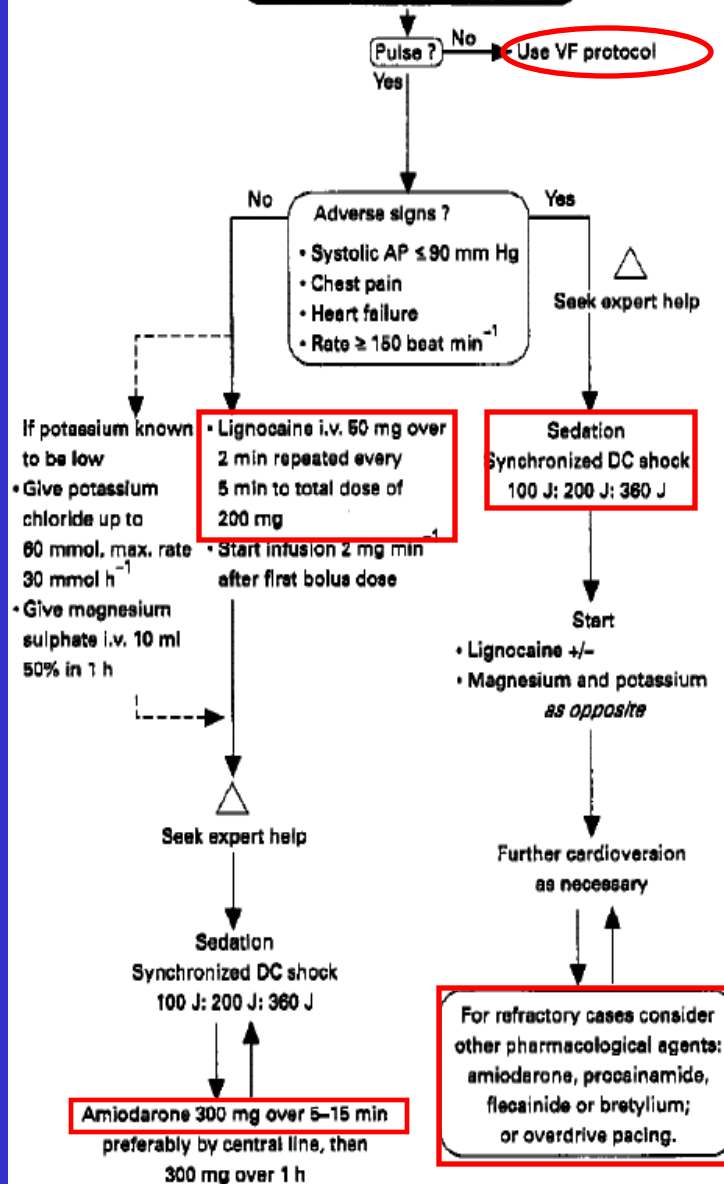 Pulse ?
No
Use VF protocol
Yes
No
Yes
Adverse signs ?
• Systolic AP ≤ 90 mm Hg
• Chest pain
• Heart failure
• Rate ≥ 150 beat min⁻¹
Seek expert help
If potassium known
to be low
• Give potassium
chloride up to
60 mmol, max. rate
30 mmol h⁻¹
• Give magnesium
sulphate i.v. 10 ml
50% in 1 h
• Lignocaine i.v. 50 mg over
2 min repeated every
5 min to total dose of
200 mg
• Start infusion 2 mg min⁻¹
after first bolus dose
Sedation
Synchronized DC shock
100 J: 200 J: 360 J
Start
• Lignocaine +/–
• Magnesium and potassium
as opposite
Seek expert help
Further cardioversion
as necessary
Sedation
Synchronized DC shock
100 J: 200 J: 360 J
For refractory cases consider
other pharmacological agents:
amiodarone, procainamide,
flecainide or bretylium;
or overdrive pacing.
Amiodarone 300 mg over 5–15 min
preferably by central line, then
300 mg over 1 h